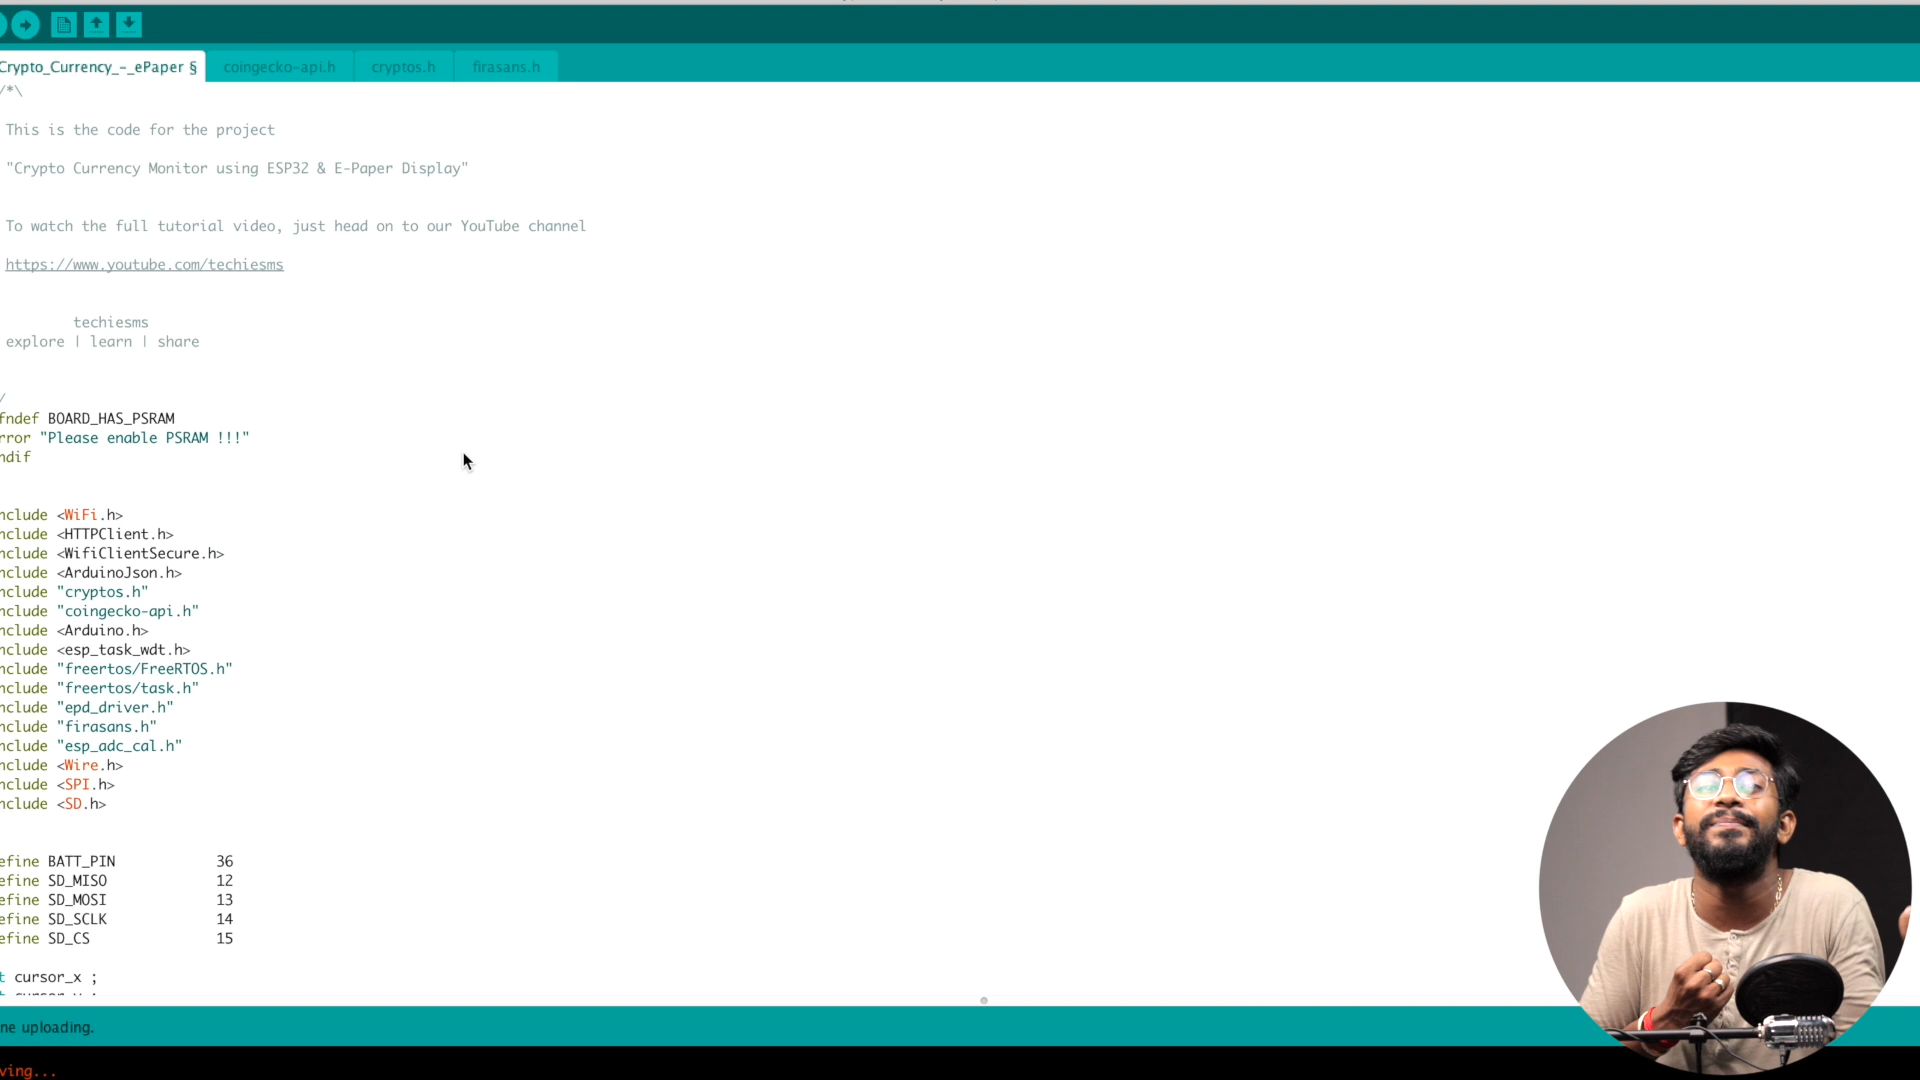 Crypto_Currency_-_ePaper §
coingecko-api.h
cryptos.h
firasans.h
/*\
This is the code for the project
"Crypto Currency Monitor using ESP32 & E-Paper Display"
To watch the full tutorial video, just head on to our YouTube channel
https://www.youtube.com/techiesms
techiesms
explore | learn | share
/
fndef BOARD_HAS_PSRAM
rror "Please enable PSRAM !!!"
ndif
nclude <WiFi.h>
nclude <HTTPClient.h>
nclude <WifiClientSecure.h>
nclude <ArduinoJson.h>
nclude "cryptos.h"
nclude "coingecko-api.h"
nclude <Arduino.h>
nclude <esp_task_wdt.h>
nclude "freertos/FreeRTOS.h"
nclude "freertos/task.h"
nclude "epd_driver.h"
nclude "firasans.h"
nclude "esp_adc_cal.h"
nclude <Wire.h>
nclude <SPI.h>
nclude <SD.h>
efine BATT_PIN 36
efine SD_MISO 12
efine SD_MOSI 13
efine SD_SCLK 14
efine SD_CS 15
t cursor_x ;
ne uploading.
ving...